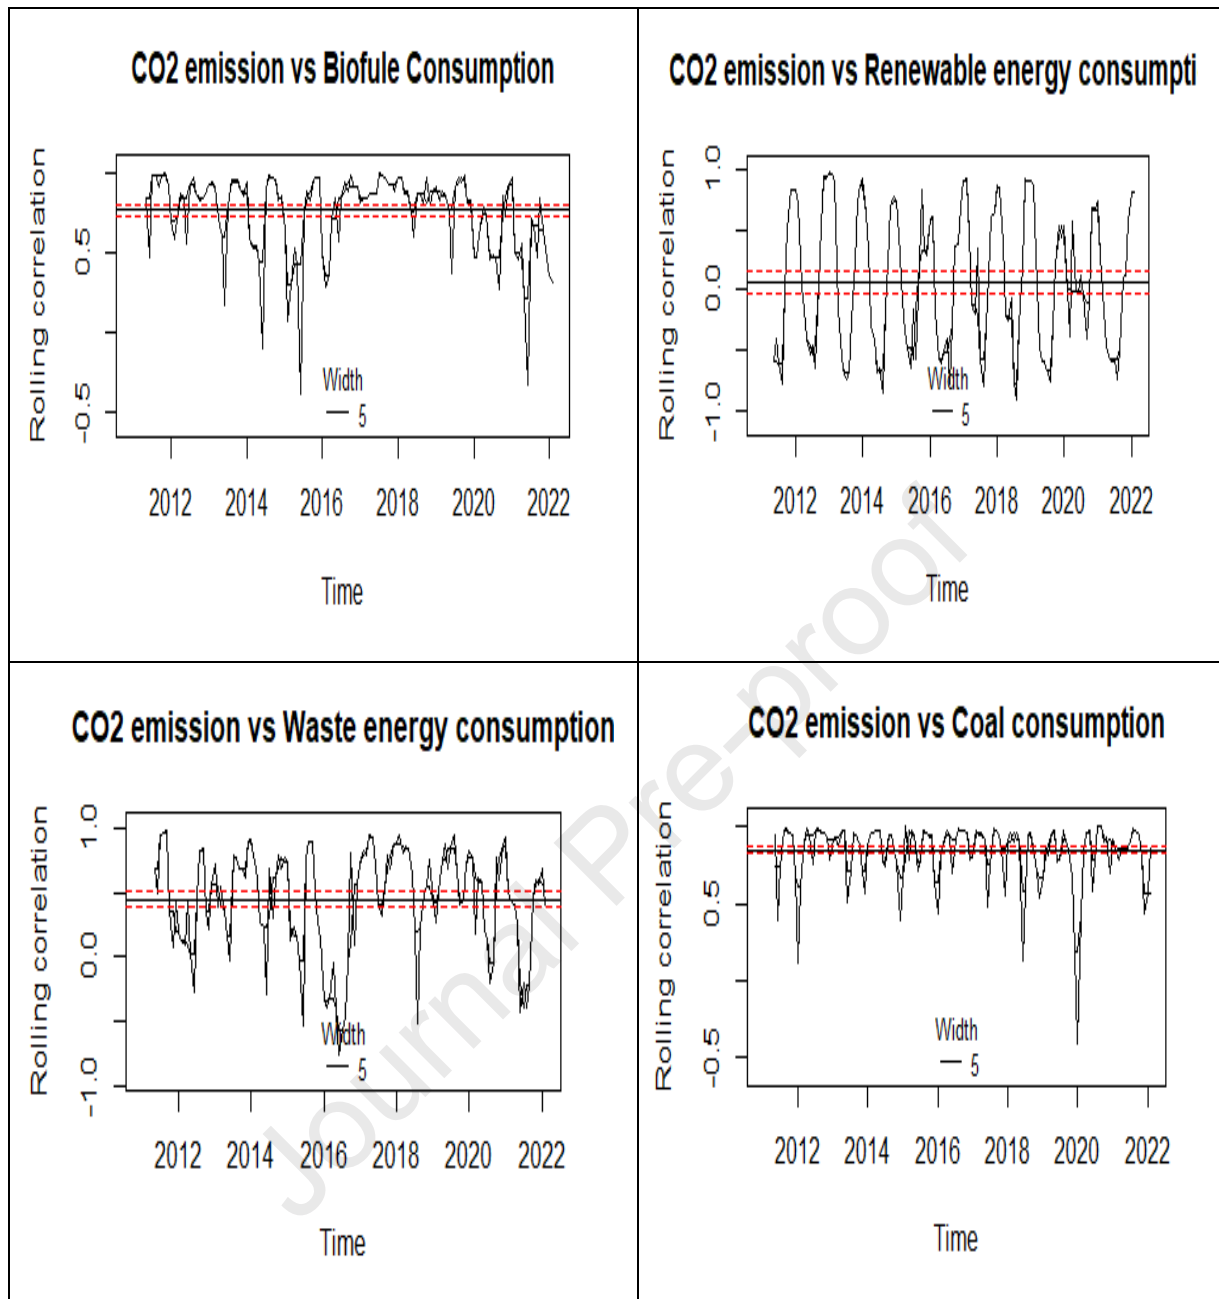 CO2 emission vs Biofule Consumption
Rolling correlation
0.5
-0.5
Width
5
2012 2014 2016 2018 2020 2022
Time
CO2 emission vs Renewable energy consumpti
Rolling correlation
1.0
0.0
-1.0
Width
5
2012 2014 2016 2018 2020 2022
Time
CO2 emission vs Waste energy consumption
Rolling correlation
1.0
0.0
-1.0
Width
5
2012 2014 2016 2018 2020 2022
Time
CO2 emission vs Coal consumption
Rolling correlation
0.5
-0.5
Width
5
2012 2014 2016 2018 2020 2022
Time
Journal Pre-proof